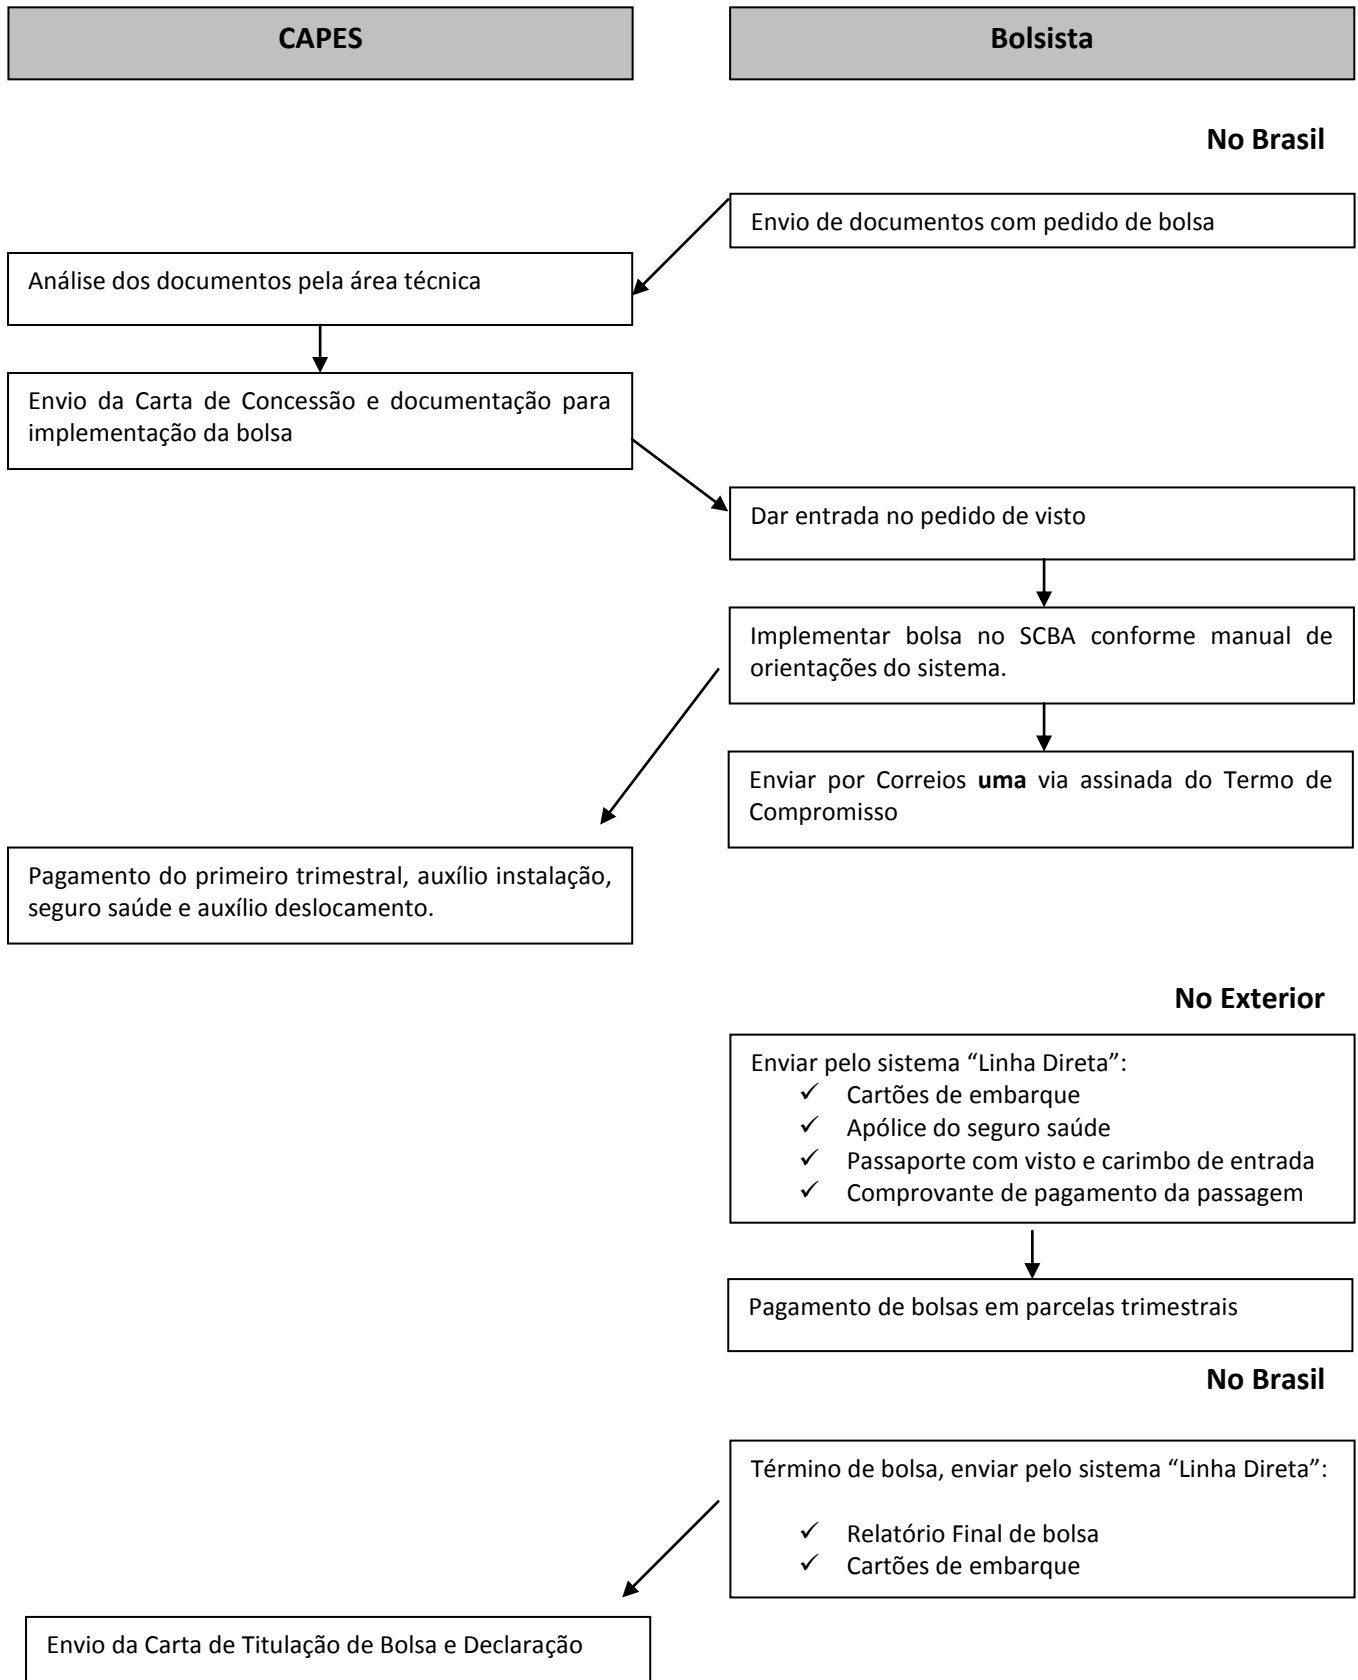 CAPES
Bolsista
No Brasil
Envio de documentos com pedido de bolsa
Análise dos documentos pela área técnica
Envio da Carta de Concessão e documentação para
implementação da bolsa
Dar entrada no pedido de visto
Implementar bolsa no SCBA conforme manual de
orientações do sistema.
Enviar por Correios uma via assinada do Termo de
Compromisso
Pagamento do primeiro trimestral, auxílio instalação,
seguro saúde e auxílio deslocamento.
No Exterior
Enviar pelo sistema “Linha Direta”:
✓ Cartões de embarque
✓ Apólice do seguro saúde
✓ Passaporte com visto e carimbo de entrada
✓ Comprovante de pagamento da passagem
Pagamento de bolsas em parcelas trimestrais
No Brasil
Término de bolsa, enviar pelo sistema “Linha Direta”:
✓ Relatório Final de bolsa
✓ Cartões de embarque
Envio da Carta de Titulação de Bolsa e Declaração